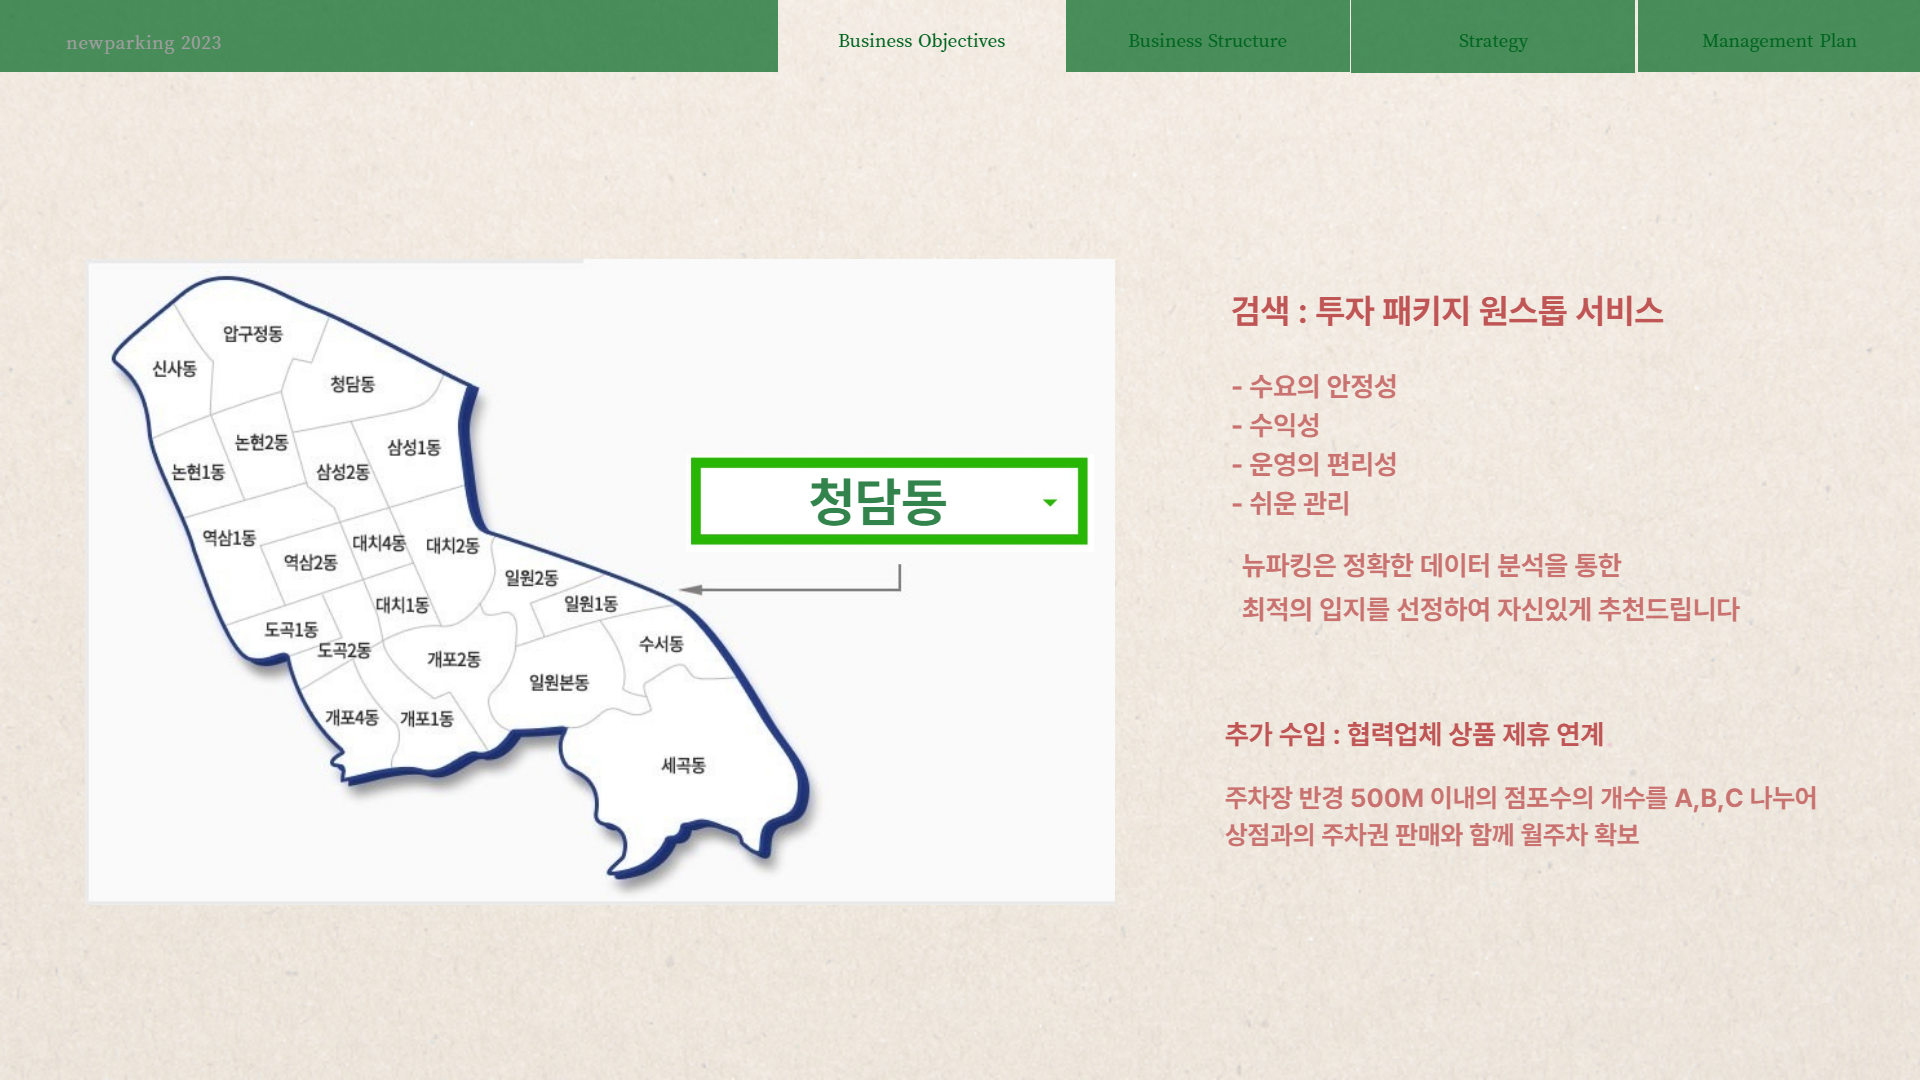 newparking 2023
Business Objectives
Business Structure
Strategy
Management Plan
압구정동
신사동
청담동
논현2동
삼성1동
논현1동
삼성2동
역삼1동
대치4동
대치2동
역삼2동
일원2동
대치1동
일원1동
도곡1동
수서동
도곡2동
개포2동
일원본동
개포4동
개포1동
세곡동
청담동
검색 : 투자 패키지 원스톱 서비스
- 수요의 안정성
- 수익성
- 운영의 편리성
- 쉬운 관리
뉴파킹은 정확한 데이터 분석을 통한
최적의 입지를 선정하여 자신있게 추천드립니다
추가 수입 : 협력업체 상품 제휴 연계
주차장 반경 500M 이내의 점포수의 개수를 A,B,C 나누어
상점과의 주차권 판매와 함께 월주차 확보